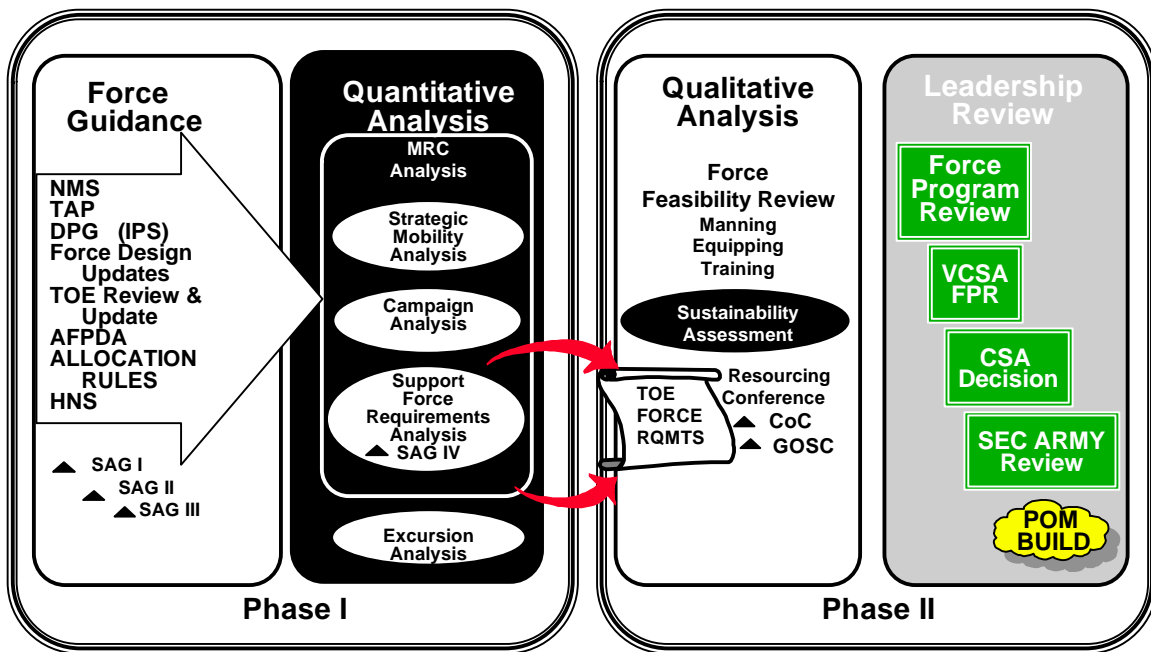 Force
Guidance
NMS
TAP
DPG (IPS)
Force Design
Updates
TOE Review &
Update
AFPDA
ALLOCATION
RULES
HNS
SAG I
SAG II
SAG III
Quantitative
Analysis
MRC
Analysis
Strategic
Mobility
Analysis
Campaign
Analysis
Support
Force
Requirements
Analysis
SAG IV
Excursion
Analysis
Phase I
Qualitative
Analysis
Force
Feasibility Review
Manning
Equipping
Training
Sustainability
Assessment
TOE
FORCE
RQMTS
Resourcing
Conference
CoC
GOSC
Leadership
Review
Force
Program
Review
VCSA
FPR
CSA
Decision
SEC ARMY
Review
POM
BUILD
Phase II